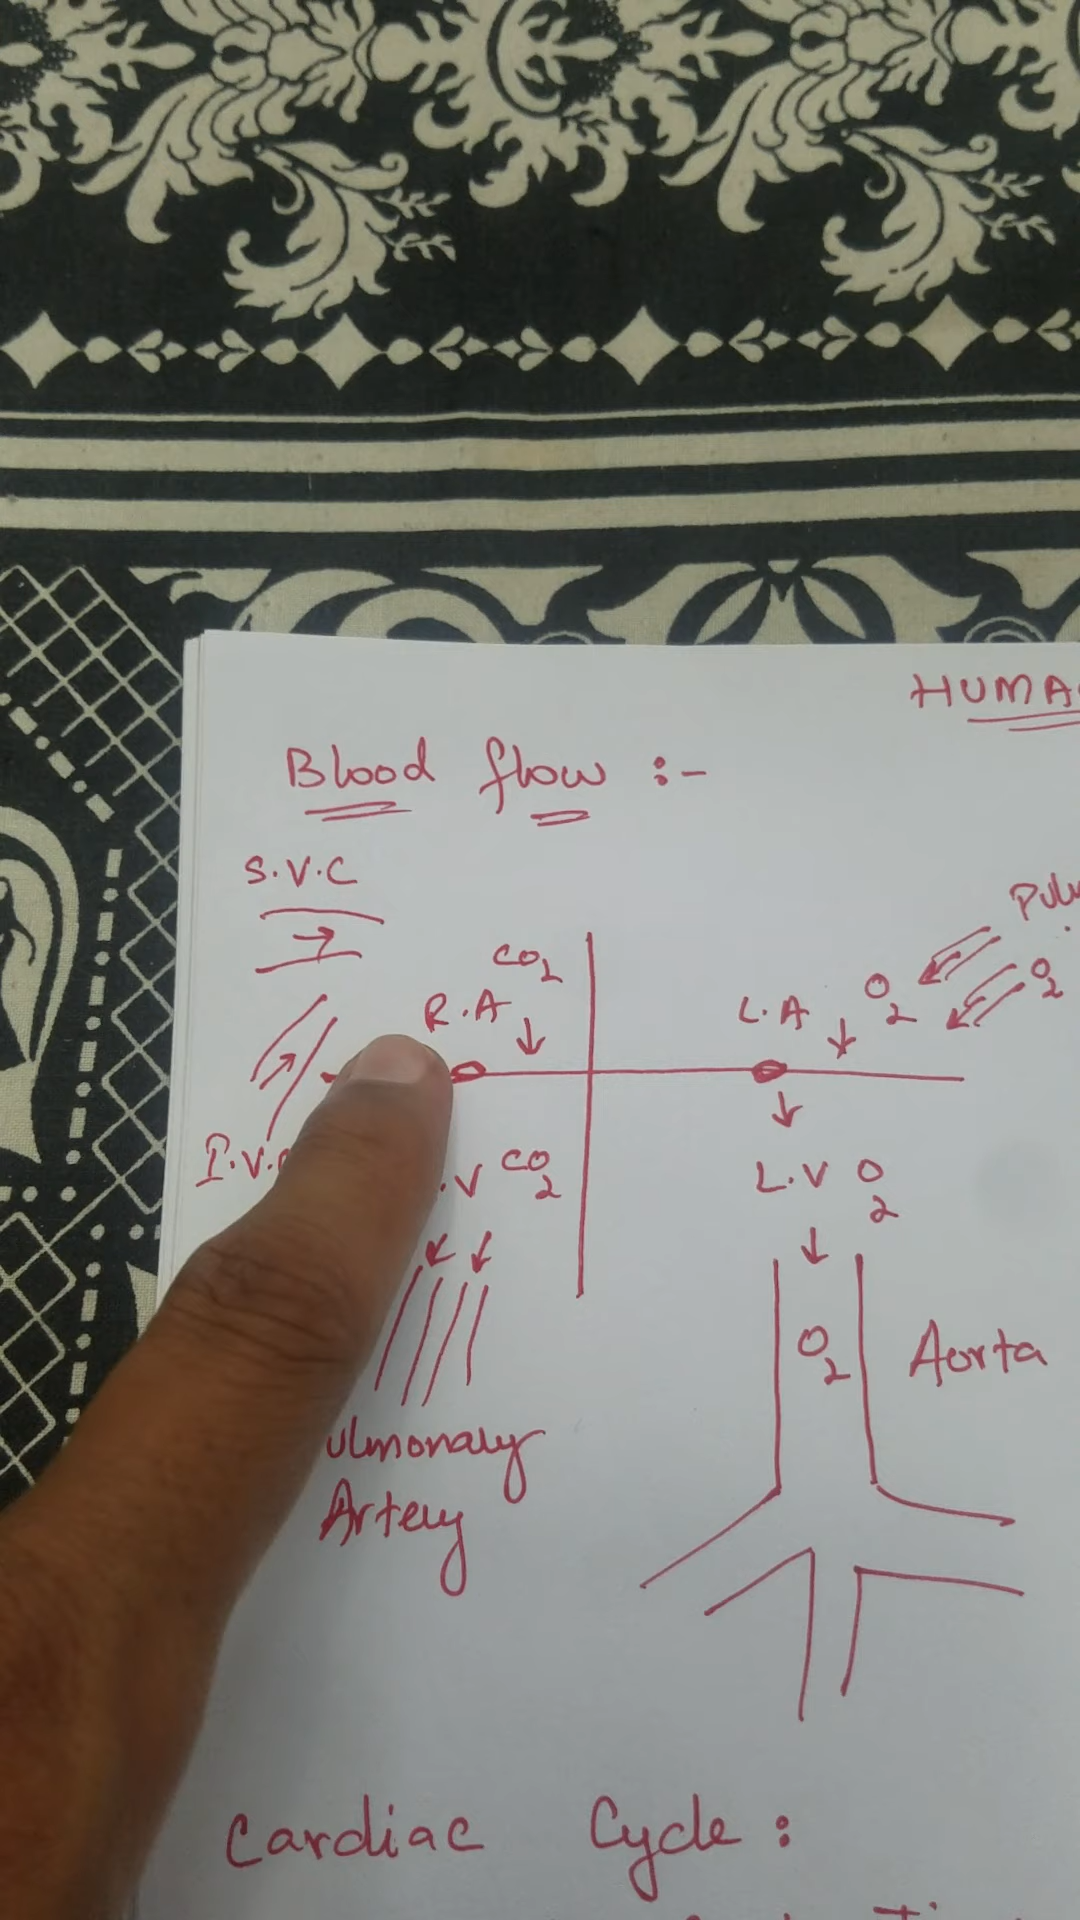 HUMA
Blood flow :-
S.V.C
CO2
R.A
L.A
O2
O2
I.V.
.V CO2
L.V O2
O2
Aorta
ulmonary
Artery
Cardiac Cycle :